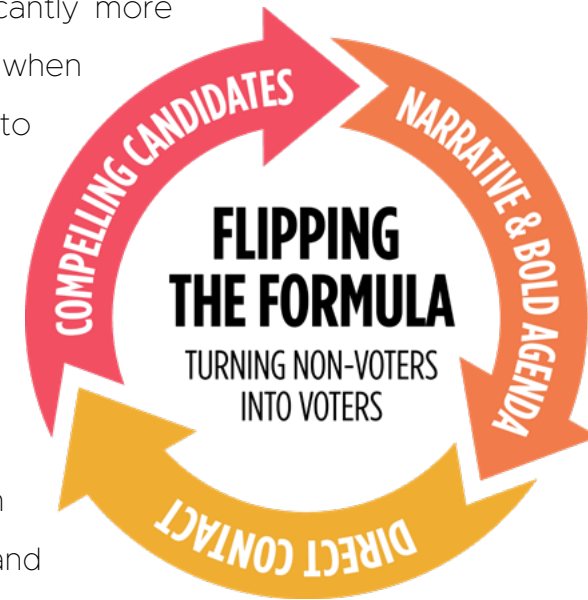 cantly more
when
to
COMPELLING CANDIDATES
NARRATIVE & BOLD AGENDA
FLIPPING
THE FORMULA
TURNING NON-VOTERS
INTO VOTERS
DIRECT CONTACT
and